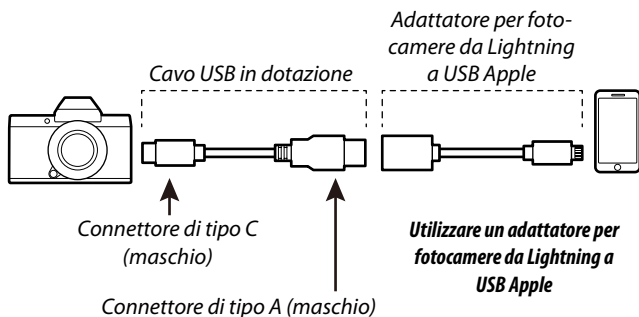 Cavo USB in dotazione
Adattatore per foto-
camere da Lightning
a USB Apple
Connettore di tipo C
(maschio)
Connettore di tipo A (maschio)
Utilizzare un adattatore per
fotocamere da Lightning a
USB Apple